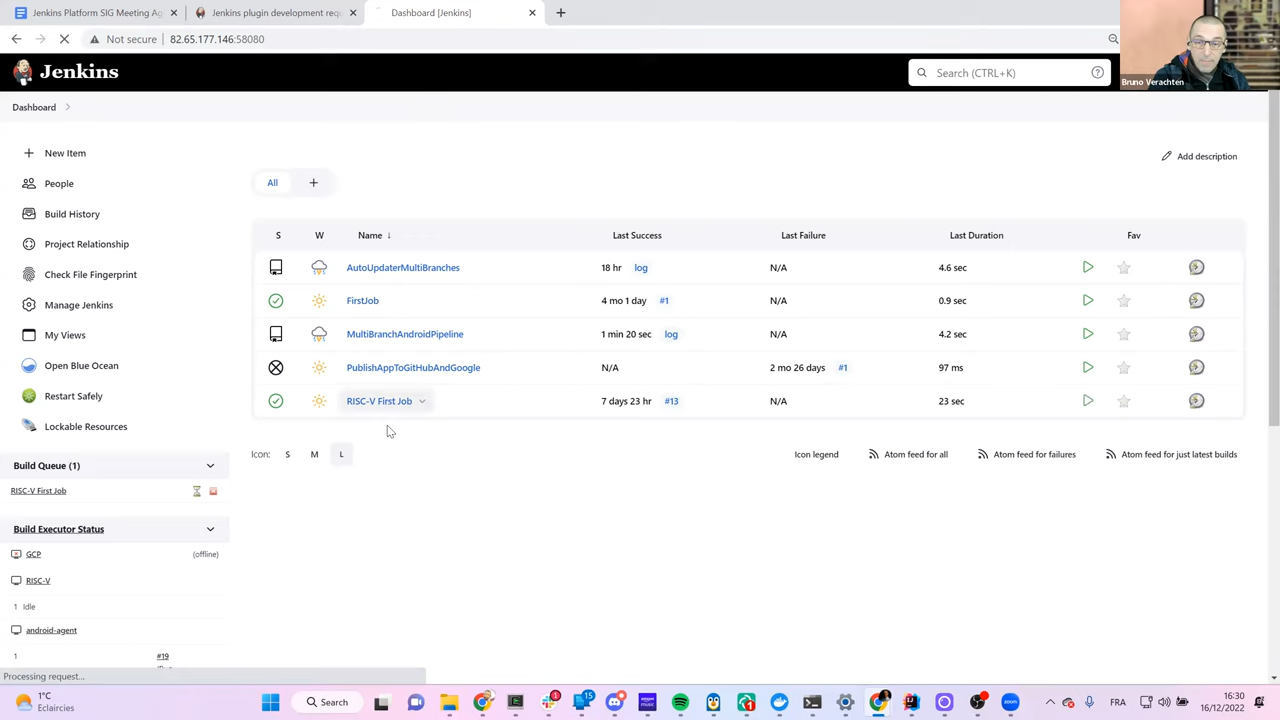 Jenkins Platform SIG Meeting Ag
Jenkins plugin development requ
Dashboard [Jenkins]
Not secure
82.65.177.146:58080
Bruno Verachten
Jenkins
Search (CTRL+K)
Dashboard
New Item
Add description
People
All
Build History
S W Name ↓ Last Success Last Failure Last Duration Fav
Project Relationship
AutoUpdaterMultiBranches 18 hr log N/A 4.6 sec
Check File Fingerprint
FirstJob 4 mo 1 day #1 N/A 0.9 sec
Manage Jenkins
MultiBranchAndroidPipeline 1 min 20 sec log N/A 4.2 sec
My Views
Open Blue Ocean
PublishAppToGitHubAndGoogle N/A 2 mo 26 days #1 97 ms
Restart Safely
RISC-V First Job 7 days 23 hr #13 N/A 23 sec
Lockable Resources
Icon: S M L Icon legend Atom feed for all Atom feed for failures Atom feed for just latest builds
Build Queue (1)
RISC-V First Job
Build Executor Status
GCP (offline)
RISC-V
1 Idle
android-agent
1 #19
Processing request...
1°C
Eclaircies
Search
1
15
FRA
16:30
16/12/2022
zoom